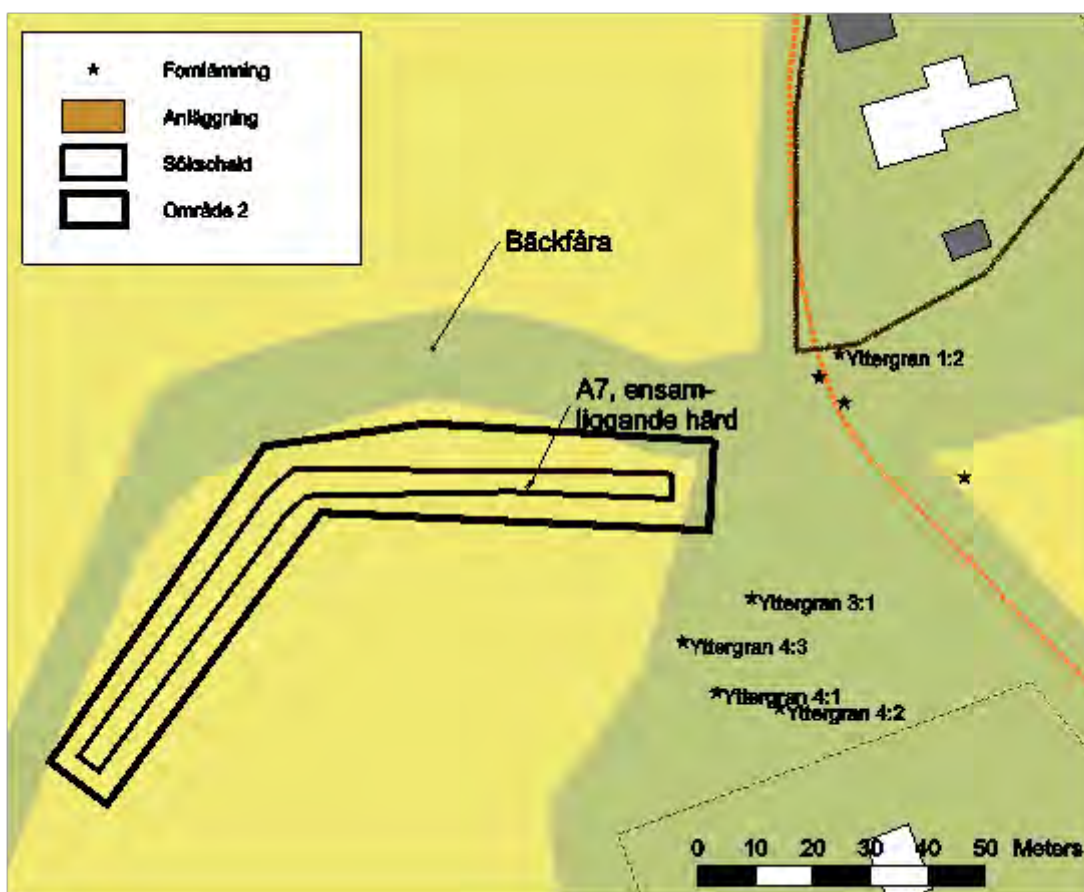 Fornlämning
Anläggning
Sökschakt
Område 2
Bäckfåra
A7, ensam-
liggande härd
Yttergran 1:2
Yttergran 3:1
Yttergran 4:3
Yttergran 4:1
Yttergran 4:2
0 10 20 30 40 50 Meters